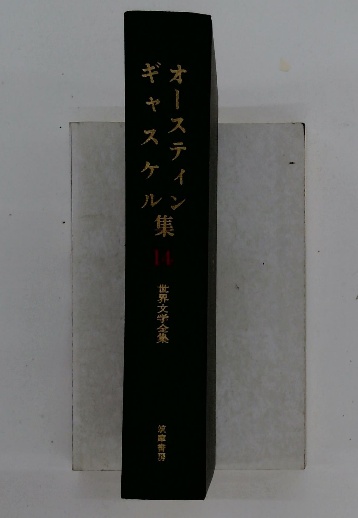 オースティン
ギャスケル集
14
世界文学全集
筑摩書房